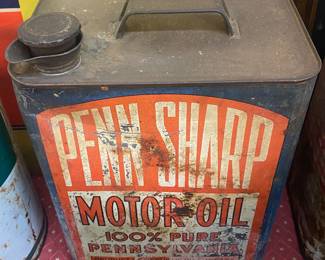 PENN SHARP
MOTOR OIL
100% PURE
PENNSYLVANIA